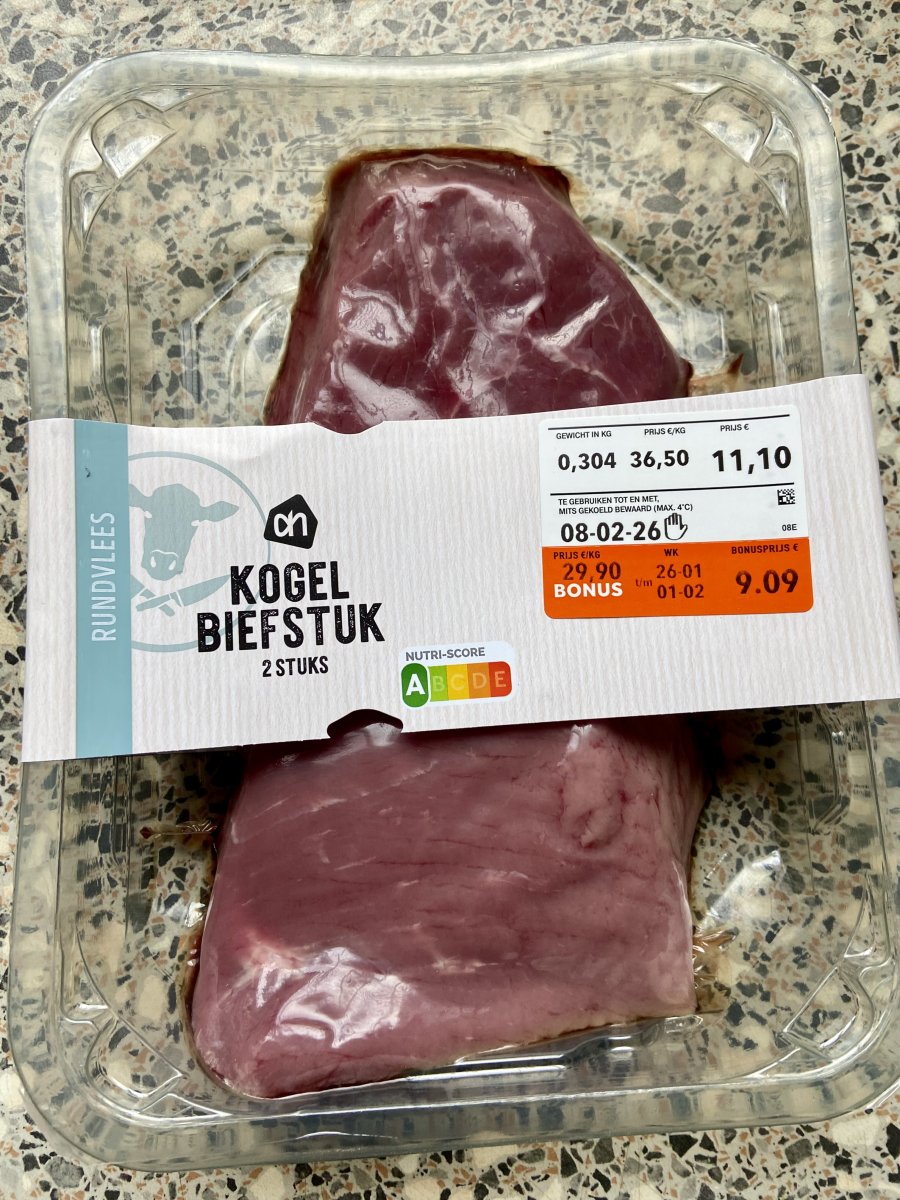 RUNDVLEES
ah
KOGEL
BIEFSTUK
2 STUKS
NUTRI-SCORE
A B C D E
GEWICHT IN KG PRIJS €/KG PRIJS €
0,304 36,50 11,10
TE GEBRUIKEN TOT EN MET,
MITS GEKOELD BEWAARD (MAX. 4°C)
08-02-26 08E
PRIJS €/KG WK BONUSPRIJS €
29,90 26-01
BONUS t/m 01-02 9.09